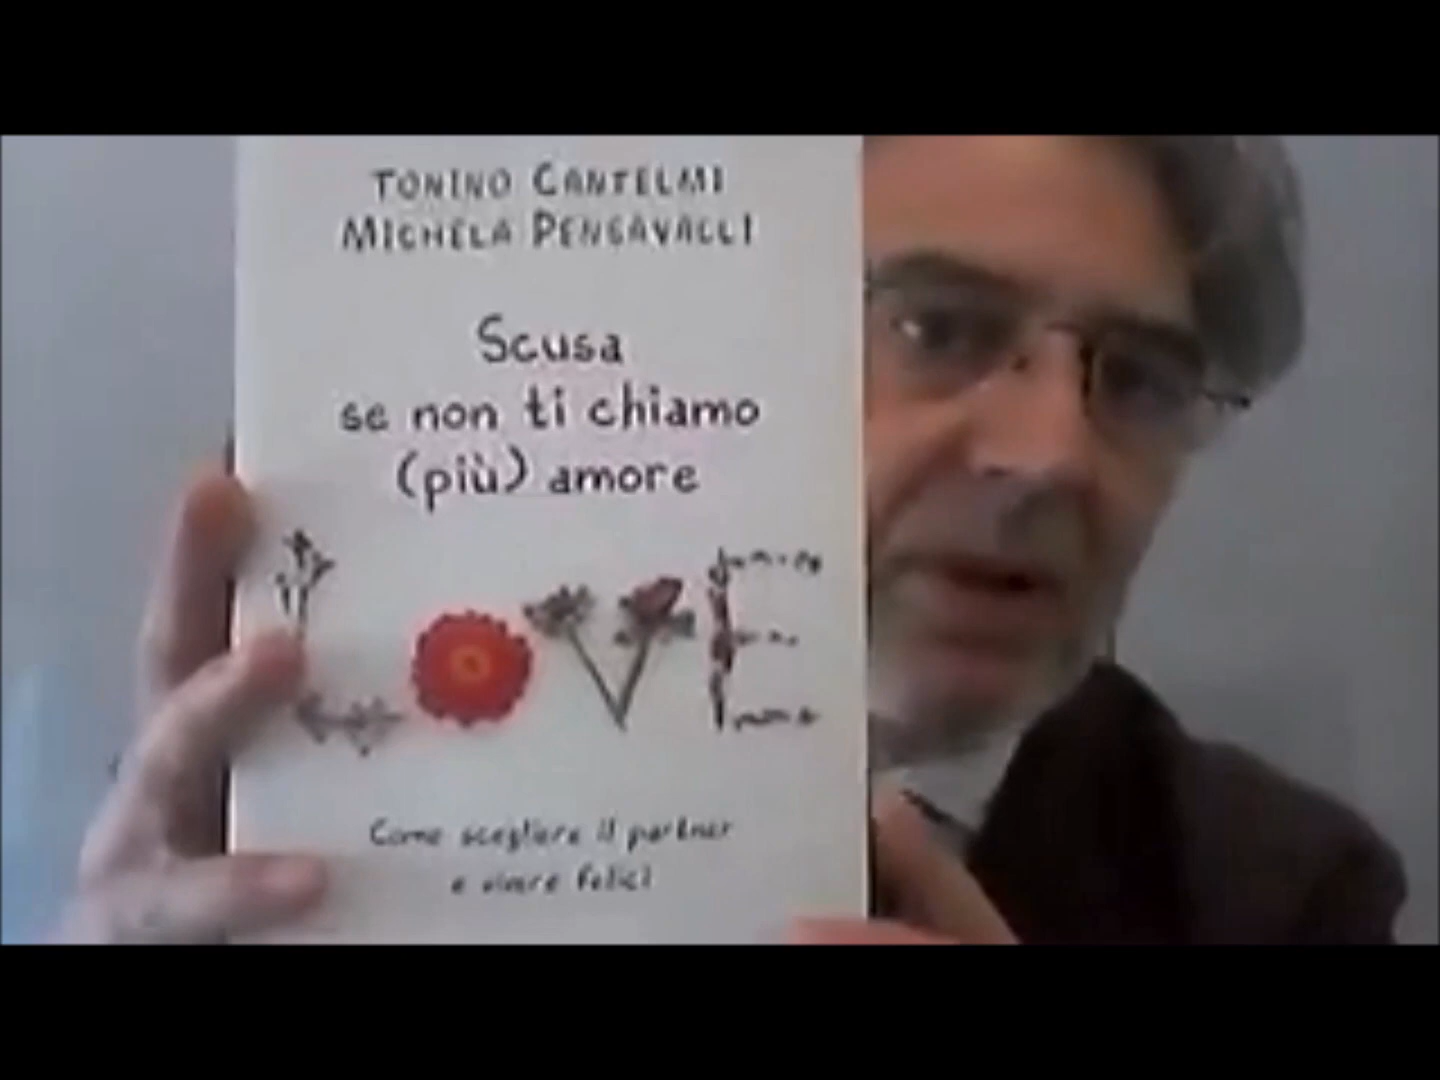 TONINO CANTELMI
MICHELA PENSAVALLI
Scusa
se non ti chiamo
(più) amore
LOVE
Come scegliere il partner
e vivere felici